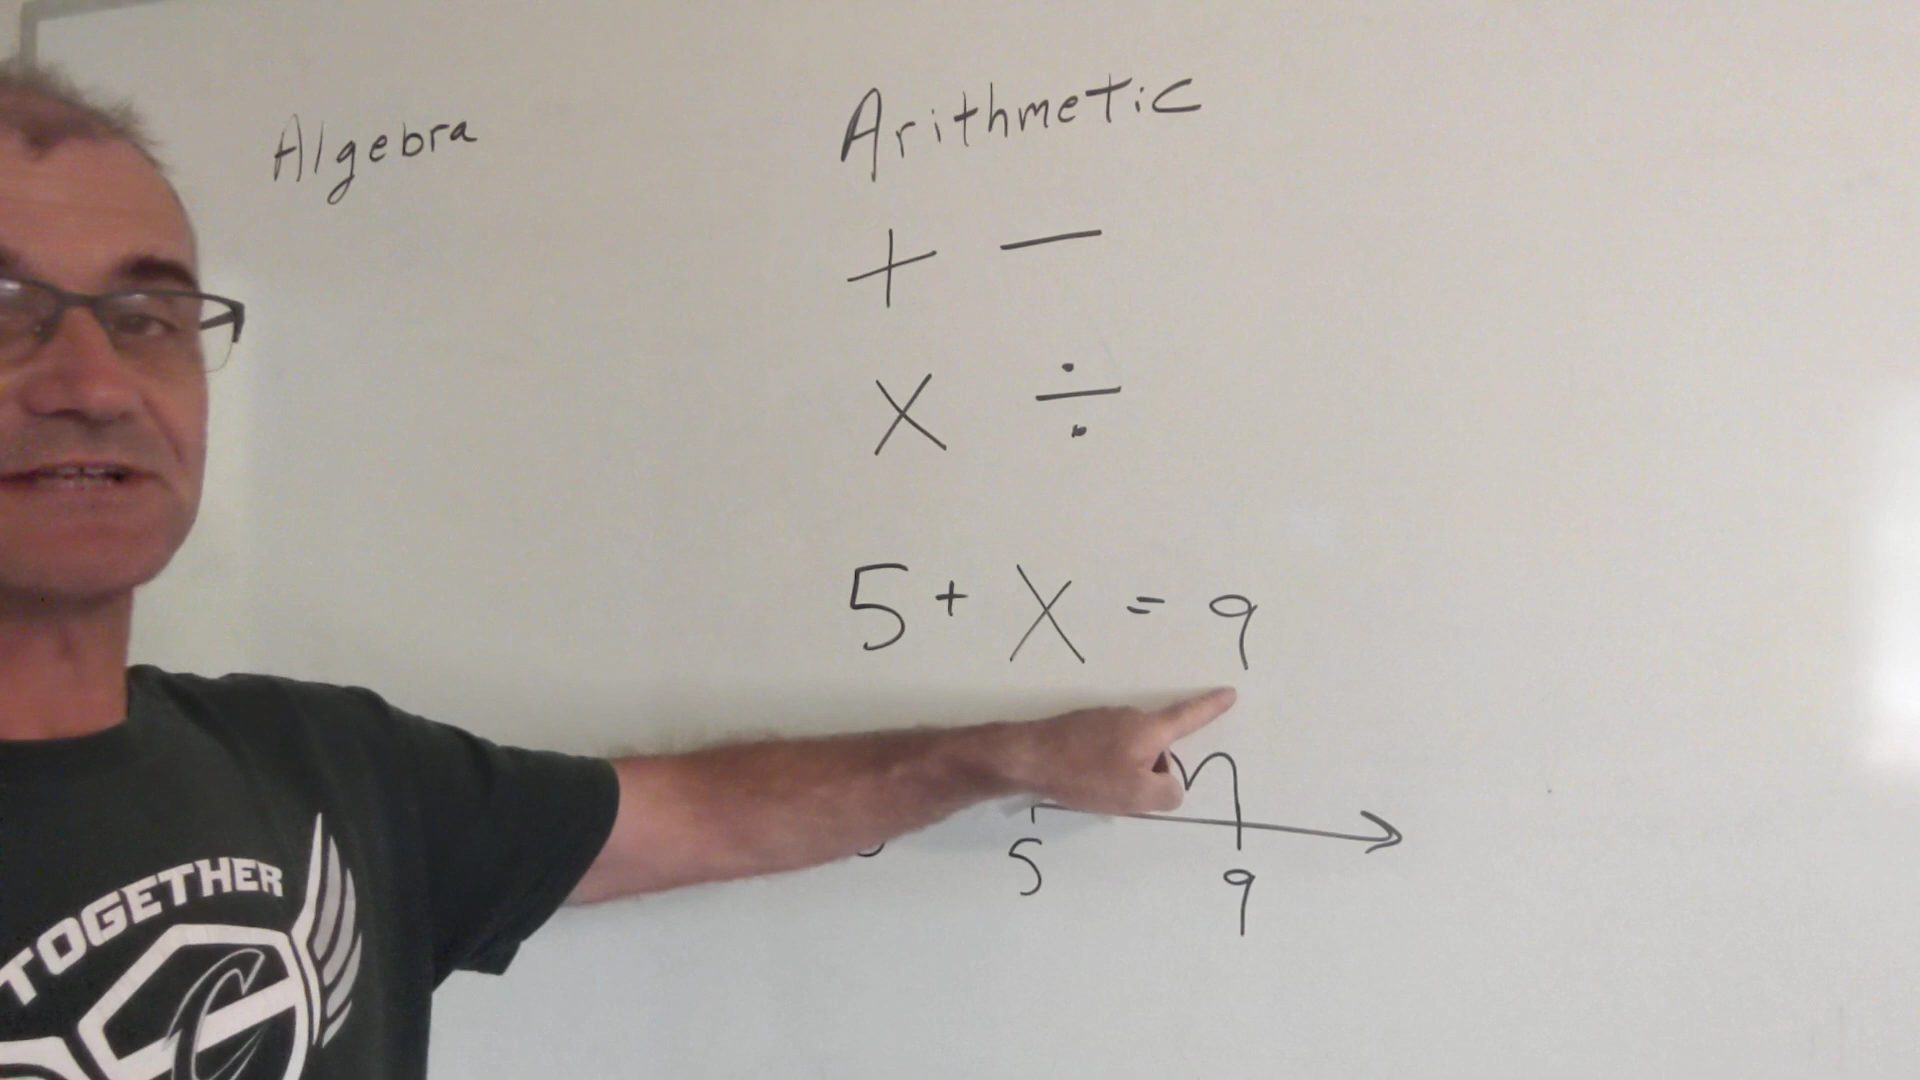 Algebra
Arithmetic
+ −
× ÷
5 + X = 9
5
9
TOGETHER